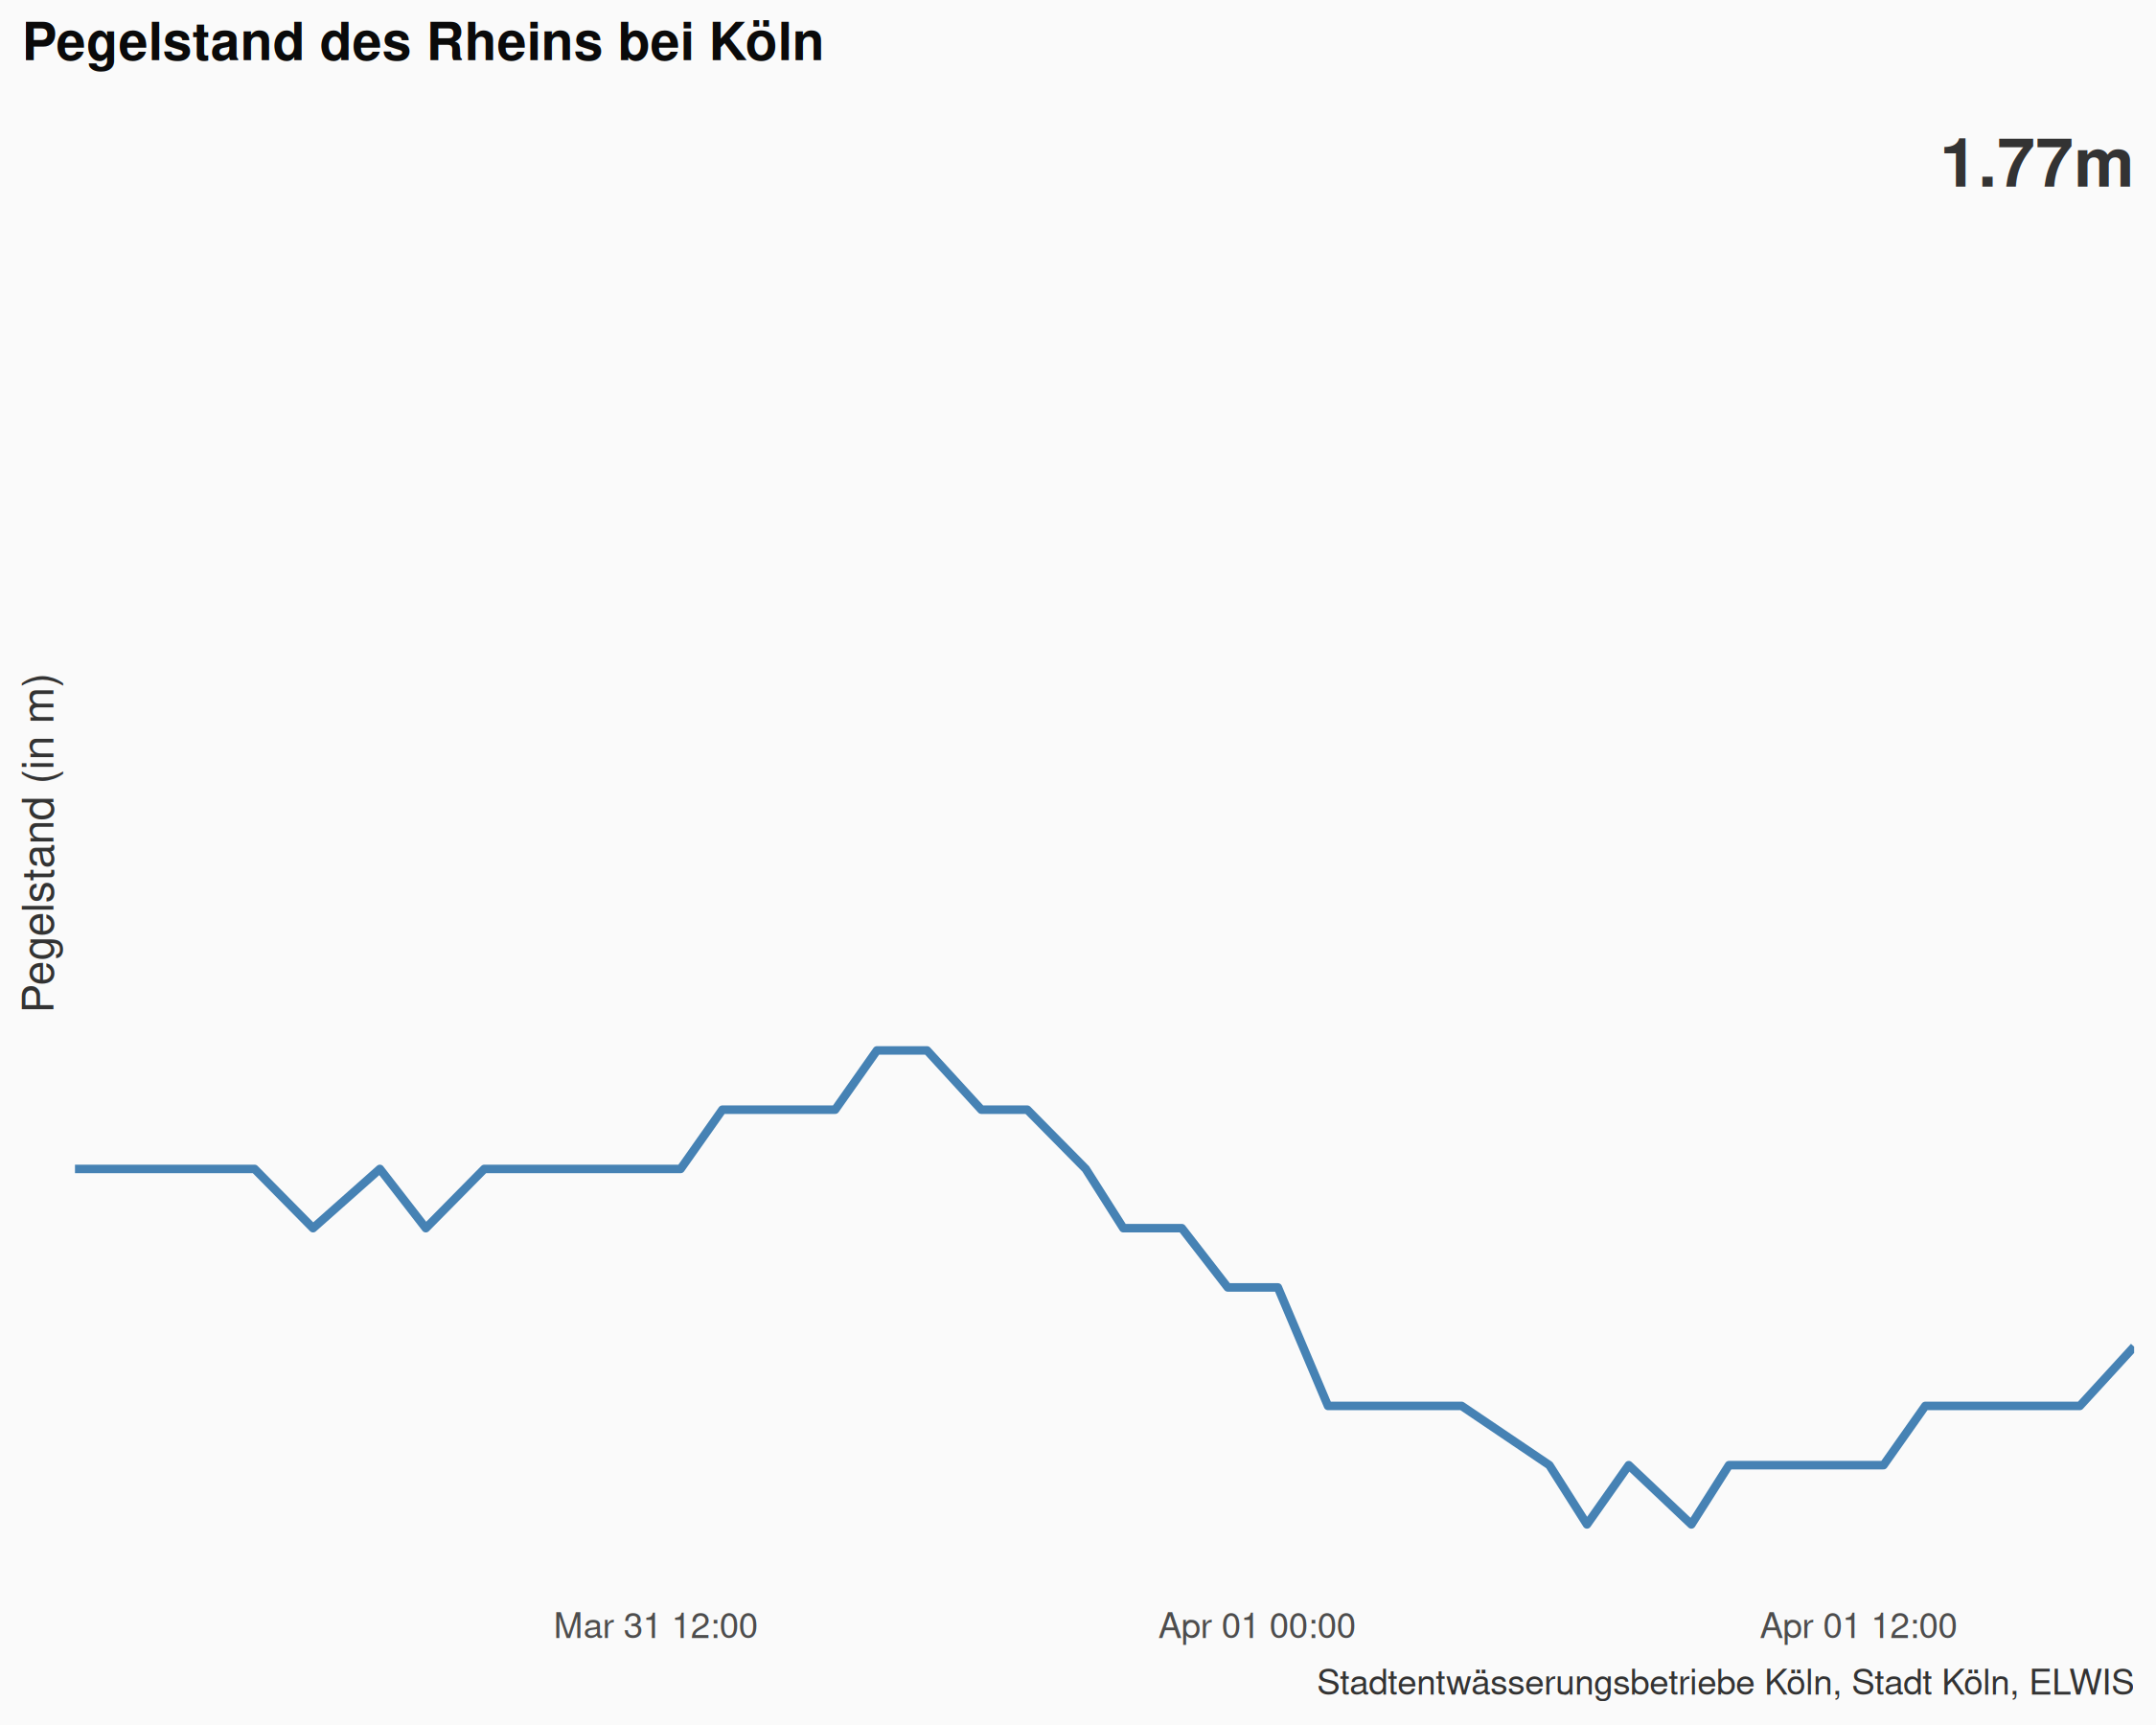 Pegelstand des Rheins bei Köln
1.77m
Pegelstand (in m)
Mar 31 12:00
Apr 01 00:00
Apr 01 12:00
Stadtentwässerungsbetriebe Köln, Stadt Köln, ELWIS